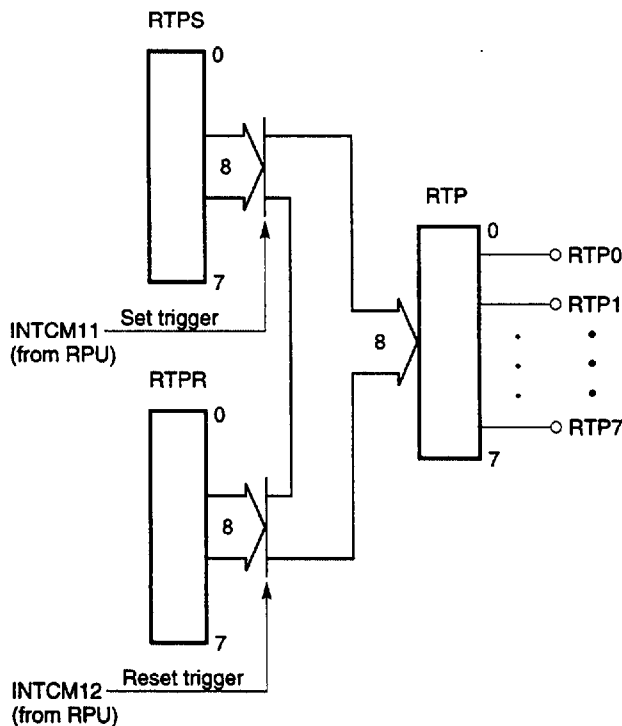 RTPS
0
8
7
INTCM11 Set trigger
(from RPU)
RTPR
0
8
7
INTCM12 Reset trigger
(from RPU)
8
RTP
0
RTP0
RTP1
RTP7
7